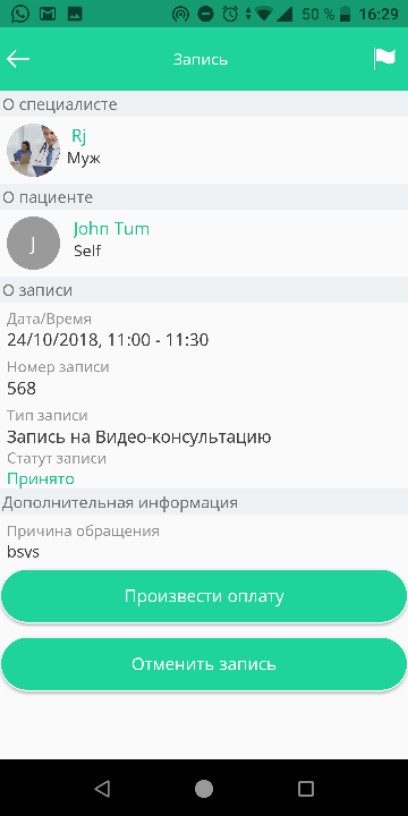 50 % 16:29
Запись
О специалисте
Rj
Муж
О пациенте
J
John Tum
Self
О записи
Дата/Время
24/10/2018, 11:00 - 11:30
Номер записи
568
Тип записи
Запись на Видео-консультацию
Статут записи
Принято
Дополнительная информация
Причина обращения
bsvs
Произвести оплату
Отменить запись